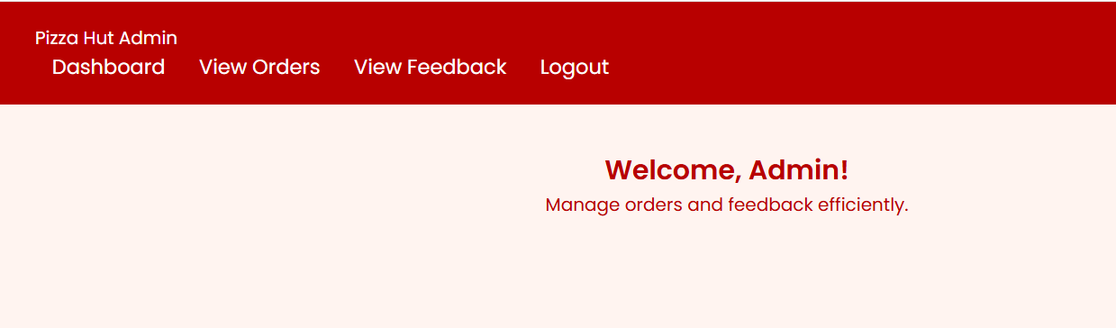 Pizza Hut Admin
Dashboard View Orders View Feedback Logout
Welcome, Admin!
Manage orders and feedback efficiently.